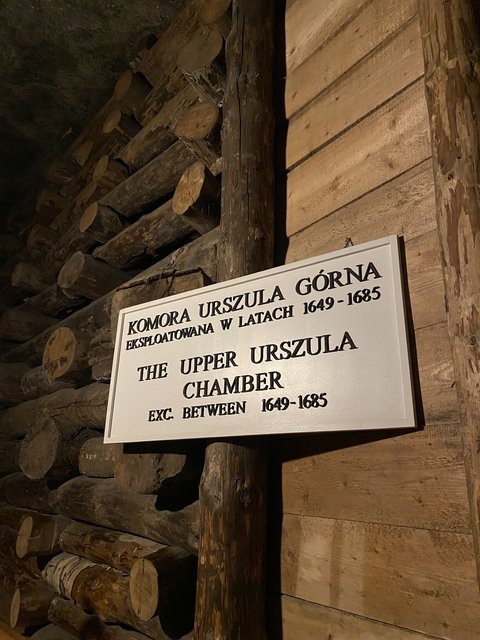 KOMORA URSZULA GÓRNA
EKSPLOATOWANA W LATACH 1649-1685
THE UPPER URSZULA
CHAMBER
EXC. BETWEEN 1649-1685